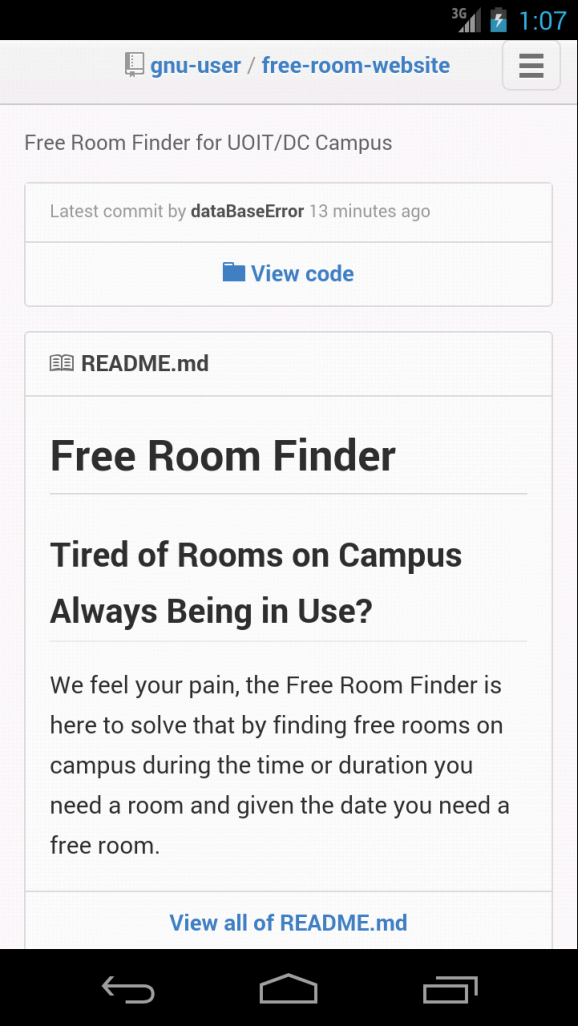 3G 1:07
gnu-user / free-room-website
Free Room Finder for UOIT/DC Campus
Latest commit by dataBaseError 13 minutes ago
View code
README.md
Free Room Finder
Tired of Rooms on Campus
Always Being in Use?
We feel your pain, the Free Room Finder is
here to solve that by finding free rooms on
campus during the time or duration you
need a room and given the date you need a
free room.
View all of README.md